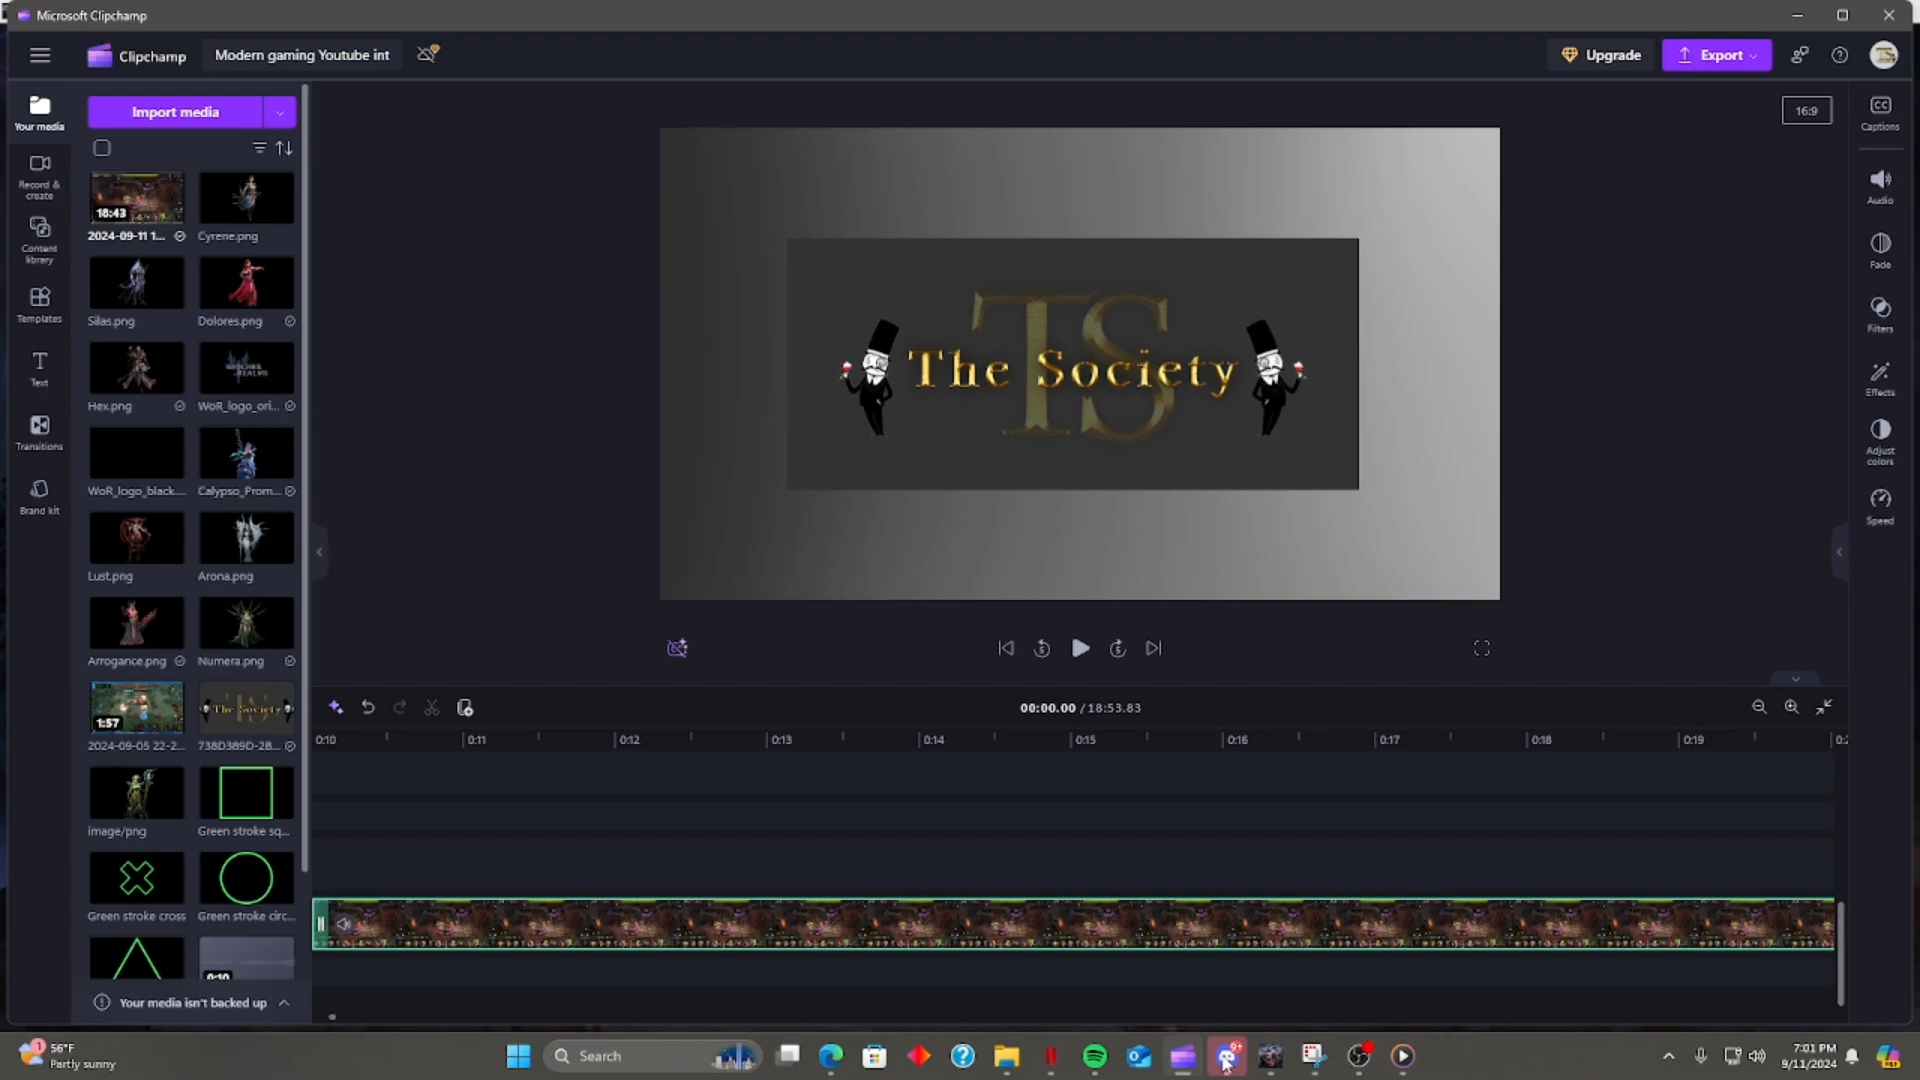 Microsoft Clipchamp
Clipchamp
Modern gaming Youtube int
Upgrade
Export
Your media
Record & create
Content library
Templates
Text
Transitions
Brand kit
Import media
18:43
2024-09-11 1...
Cyrene.png
Silas.png
Dolores.png
Hex.png
WoR_logo_ori...
WoR_logo_black....
Calypso_Prom...
Lust.png
Arona.png
Arrogance.png
Numera.png
1:57
The Society
2024-09-05 22-2...
738D389D-2B...
image/png
Green stroke sq...
Green stroke cross
Green stroke circ...
0:10
Your media isn't backed up
16:9
TS
The Society
Captions
Audio
Fade
Filters
Effects
Adjust colors
Speed
00:00.00 / 18:53.83
0:10
0:11
0:12
0:13
0:14
0:15
0:16
0:17
0:18
0:19
56°F
Partly sunny
Search
9+
7:01 PM
9/11/2024